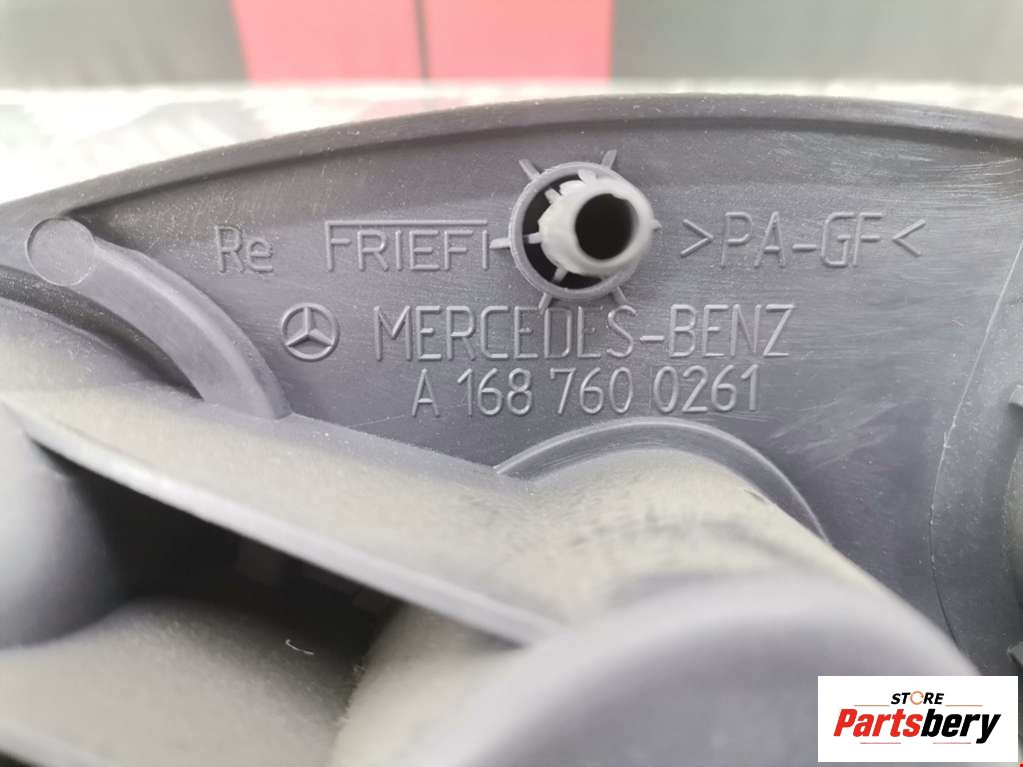 Re FRIEFI >PA-GF<
MERCEDES-BENZ
A 168 760 0261
STORE
Partsbery